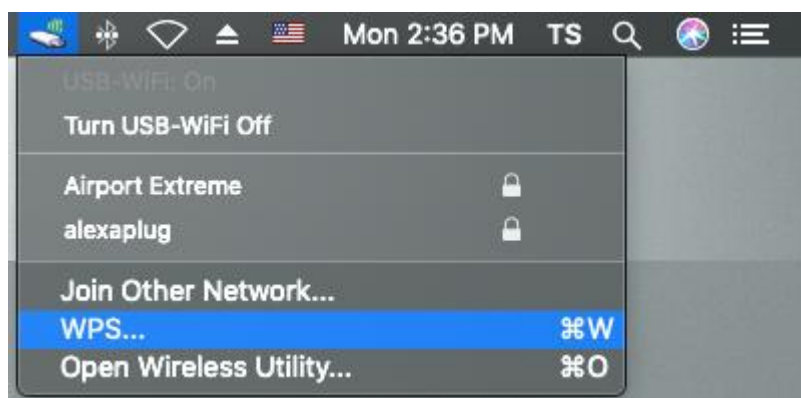 Mon 2:36 PM TS
USB-WiFi: On
Turn USB-WiFi Off
Airport Extreme
alexaplug
Join Other Network...
WPS... ⌘W
Open Wireless Utility... ⌘O